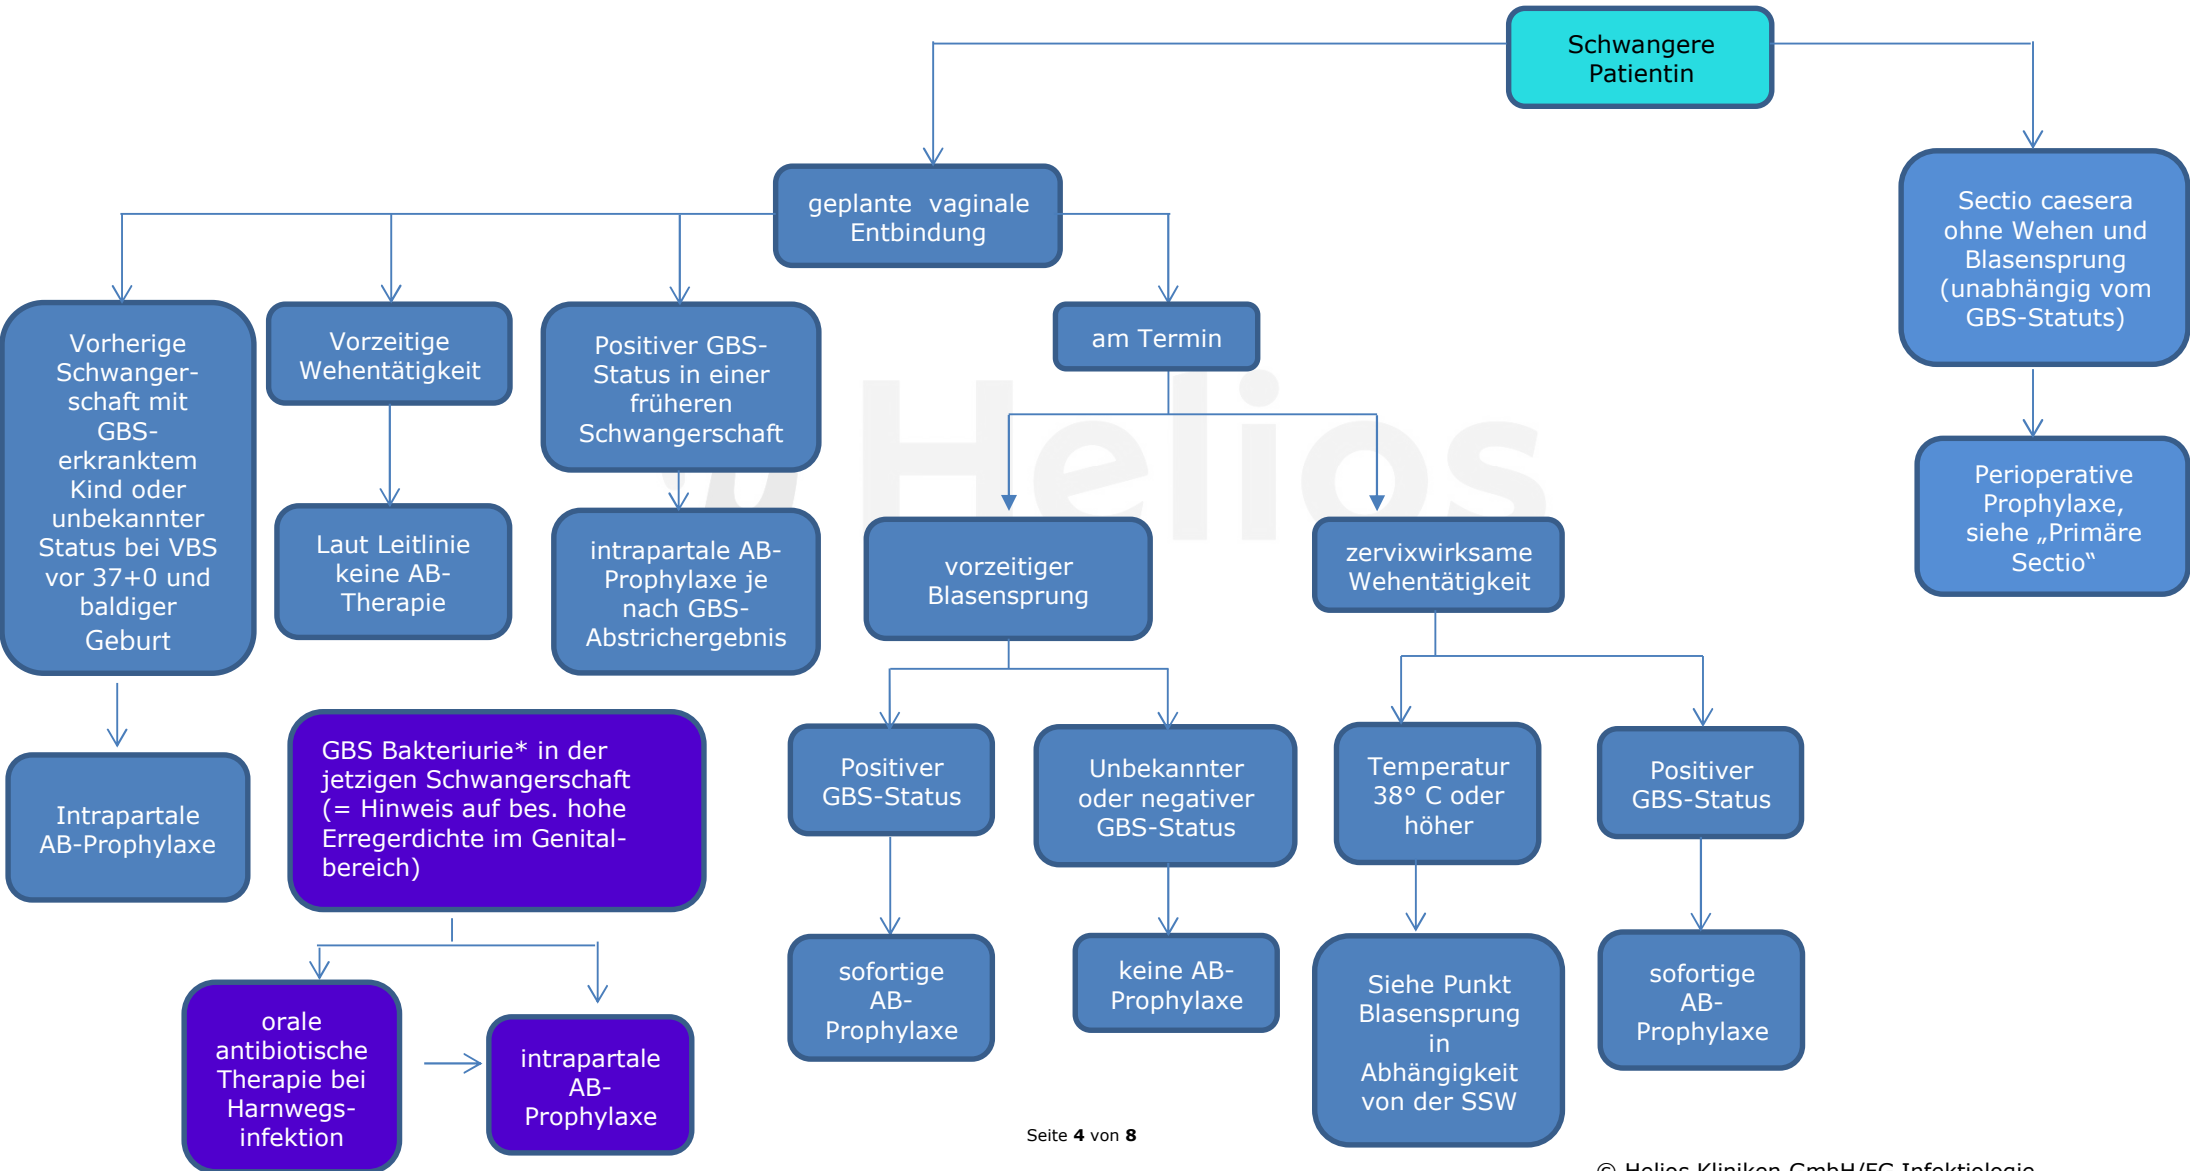 Schwangere
Patientin
geplante vaginale
Entbindung
Sectio caesera
ohne Wehen und
Blasensprung
(unabhängig vom
GBS-Statuts)
Vorherige
Schwanger-
schaft mit
GBS-
erkranktem
Kind oder
unbekannter
Status bei VBS
vor 37+0 und
baldiger
Geburt
Vorzeitige
Wehentätigkeit
Positiver GBS-
Status in einer
früheren
Schwangerschaft
am Termin
Helios
Perioperative
Prophylaxe,
siehe „Primäre
Sectio“
Laut Leitlinie
keine AB-
Therapie
intrapartale AB-
Prophylaxe je
nach GBS-
Abstrichergebnis
vorzeitiger
Blasensprung
zervixwirksame
Wehentätigkeit
Intrapartale
AB-Prophylaxe
GBS Bakteriurie* in der
jetzigen Schwangerschaft
(= Hinweis auf bes. hohe
Erregerdichte im Genital-
bereich)
Positiver
GBS-Status
Unbekannter
oder negativer
GBS-Status
Temperatur
38° C oder
höher
Positiver
GBS-Status
orale
antibiotische
Therapie bei
Harnwegs-
infektion
intrapartale
AB-
Prophylaxe
sofortige
AB-
Prophylaxe
keine AB-
Prophylaxe
Siehe Punkt
Blasensprung
in
Abhängigkeit
von der SSW
sofortige
AB-
Prophylaxe
Seite 4 von 8
© Helios Kliniken GmbH/FG Infektiologie